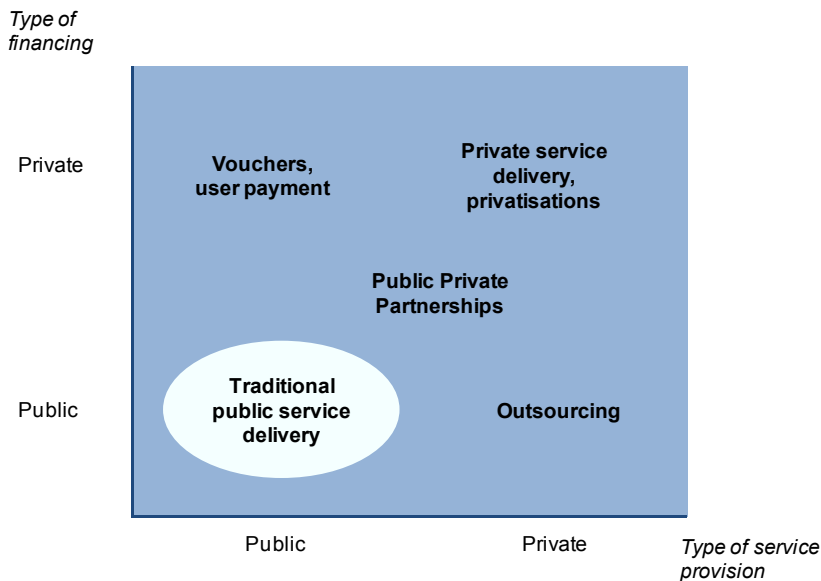 Type of
financing
Private
Vouchers,
user payment
Private service
delivery,
privatisations
Public Private
Partnerships
Public
Traditional
public service
delivery
Outsourcing
Public
Private
Type of service
provision